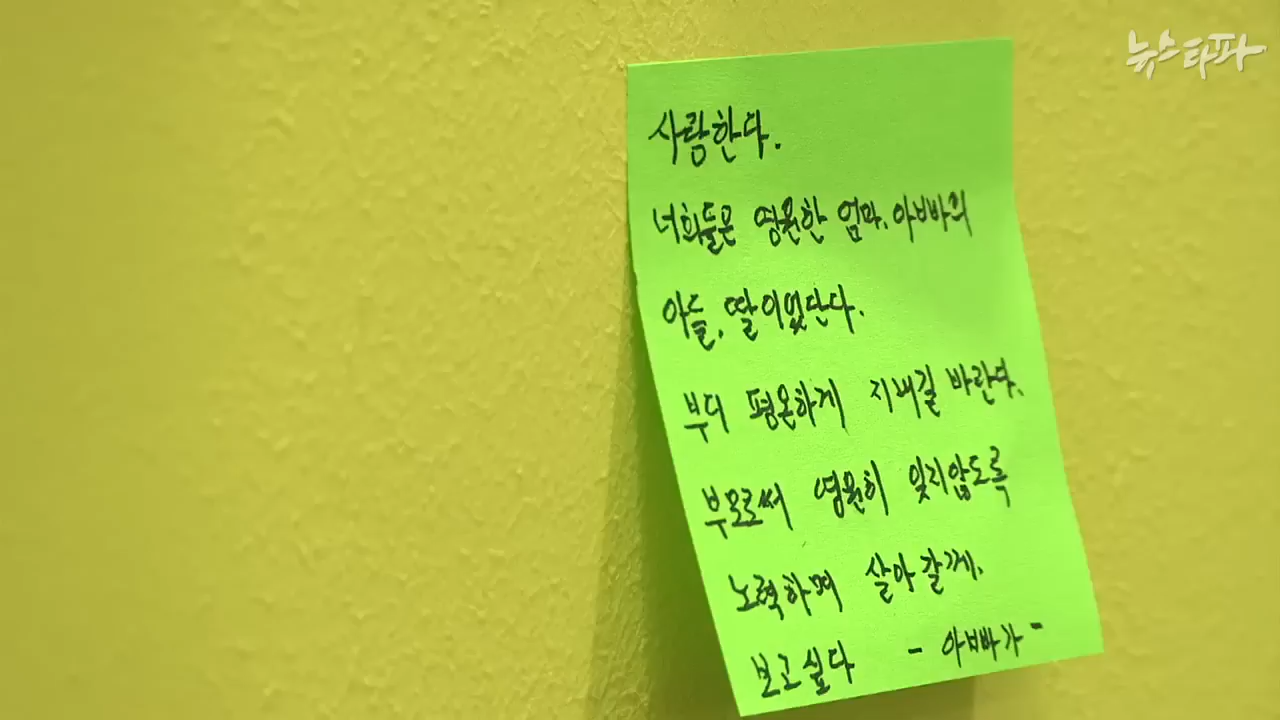 뉴스타파
사랑한다.
너희들은 영원한 엄마.아빠의
아들.딸이었단다.
부디 평온하게 지내길 바란다.
부모로써 영원히 잊지않도록
노력하며 살아갈께.
보고싶다 - 아빠가 -